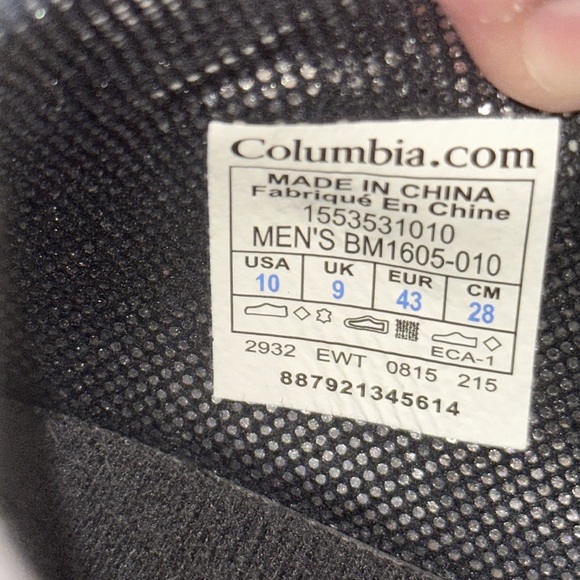 Columbia.com
MADE IN CHINA
Fabriqué En Chine
1553531010
MEN'S BM1605-010
USA UK EUR CM
10 9 43 28
ECA-1
2932 EWT 0815 215
887921345614